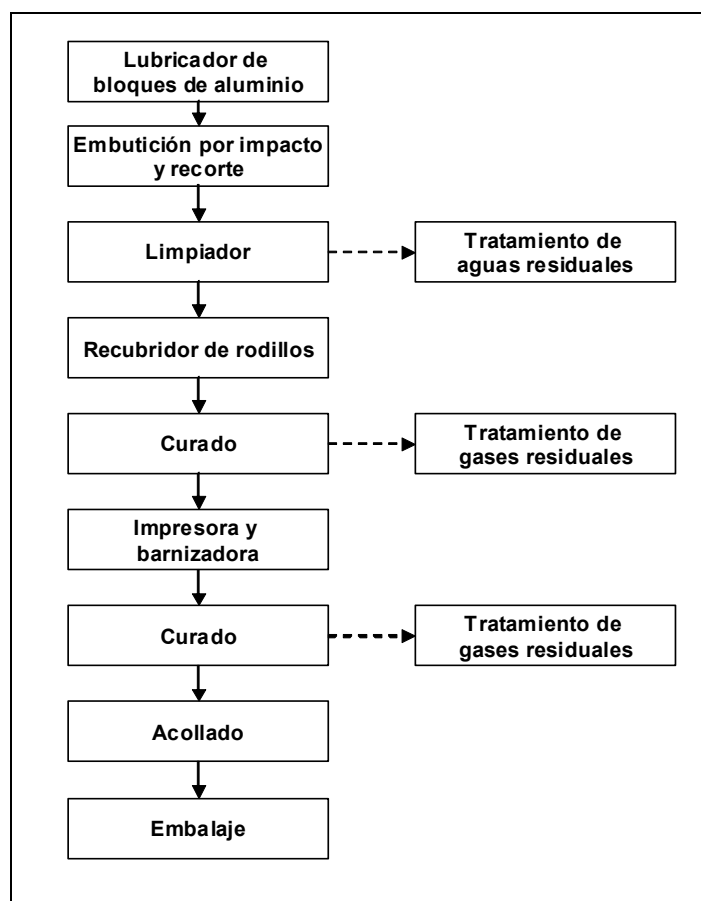 Lubricador de
bloques de aluminio
Embutición por impacto
y recorte
Limpiador
Tratamiento de
aguas residuales
Recubridor de rodillos
Curado
Tratamiento de
gases residuales
Impresora y
barnizadora
Curado
Tratamiento de
gases residuales
Acollado
Embalaje